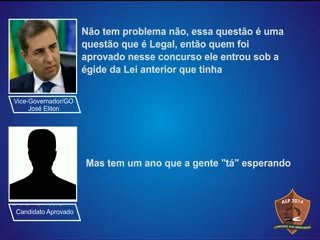 Não tem problema não, essa questão é uma
questão que é Legal, então quem foi
aprovado nesse concurso ele entrou sob a
égide da Lei anterior que tinha
Vice-Governador/GO
José Eliton
Mas tem um ano que a gente "tá" esperando
Candidato Aprovado
ASP 2014